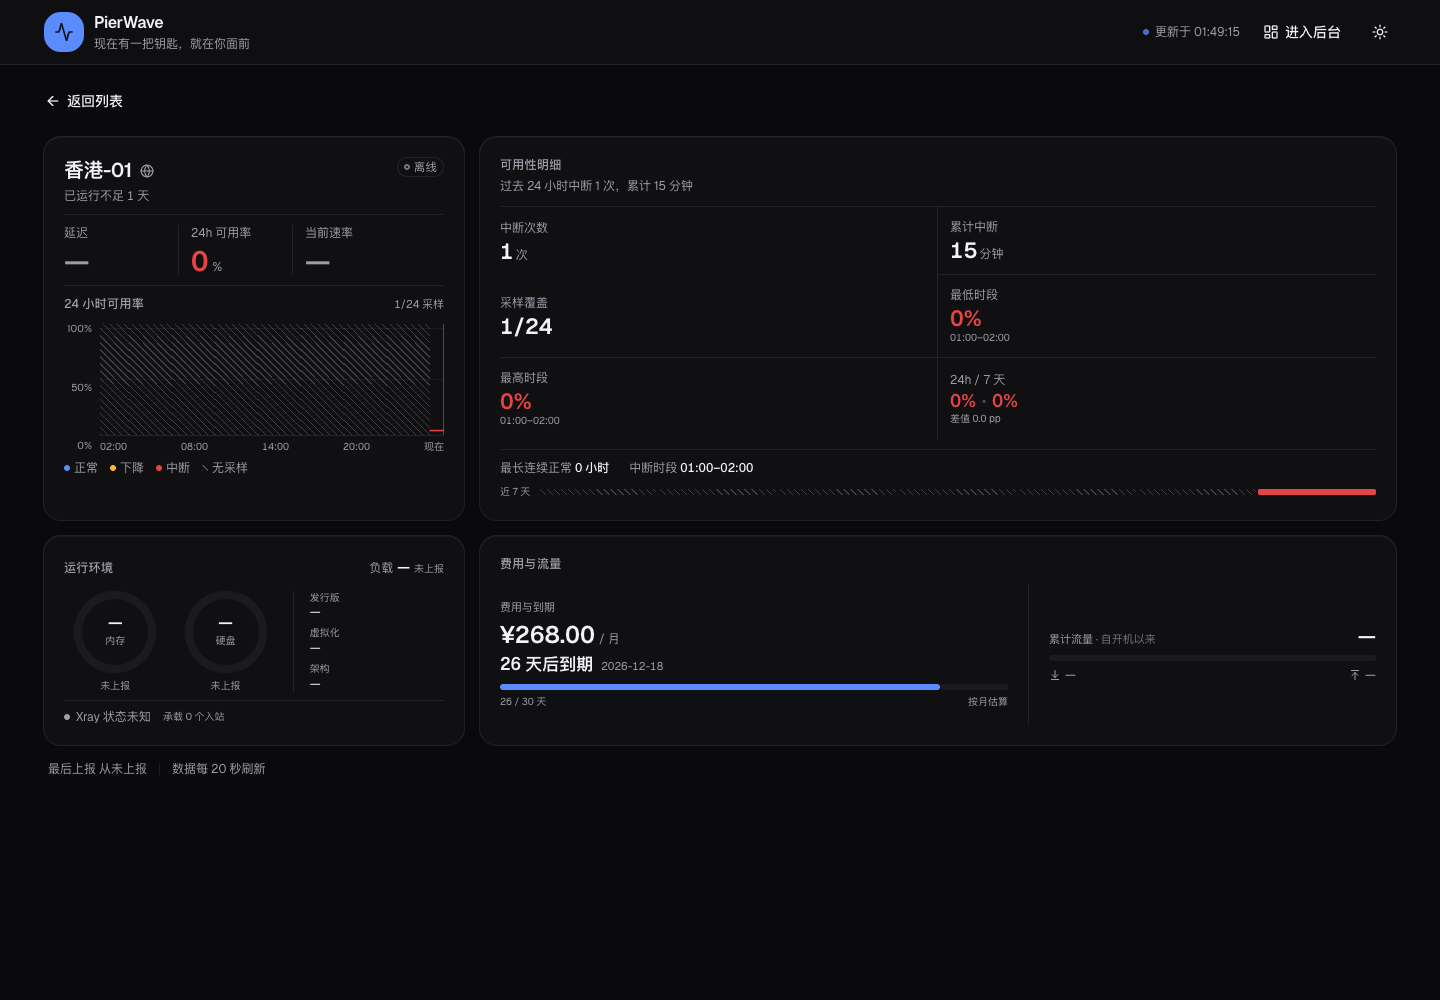 PierWave
现在有一把钥匙，就在你面前
更新于 01:49:15
进入后台
返回列表
香港-01
离线
已运行不足 1 天
延迟
—
24h 可用率
0 %
当前速率
—
24 小时可用率
1/24 采样
100%
50%
0%
02:00
08:00
14:00
20:00
现在
正常
下降
中断
无采样
可用性明细
过去 24 小时中断 1 次，累计 15 分钟
中断次数
1 次
累计中断
15 分钟
采样覆盖
1/24
最低时段
0%
01:00–02:00
最高时段
0%
01:00–02:00
24h / 7 天
0% · 0%
差值 0.0 pp
最长连续正常 0 小时
中断时段 01:00–02:00
近 7 天
运行环境
负载 — 未上报
—
内存
未上报
—
硬盘
未上报
发行版
—
虚拟化
—
架构
—
Xray 状态未知
承载 0 个入站
费用与流量
费用与到期
¥268.00 / 月
26 天后到期 2026-12-18
26 / 30 天
按月估算
累计流量 · 自开机以来
—
—
—
最后上报 从未上报
数据每 20 秒刷新